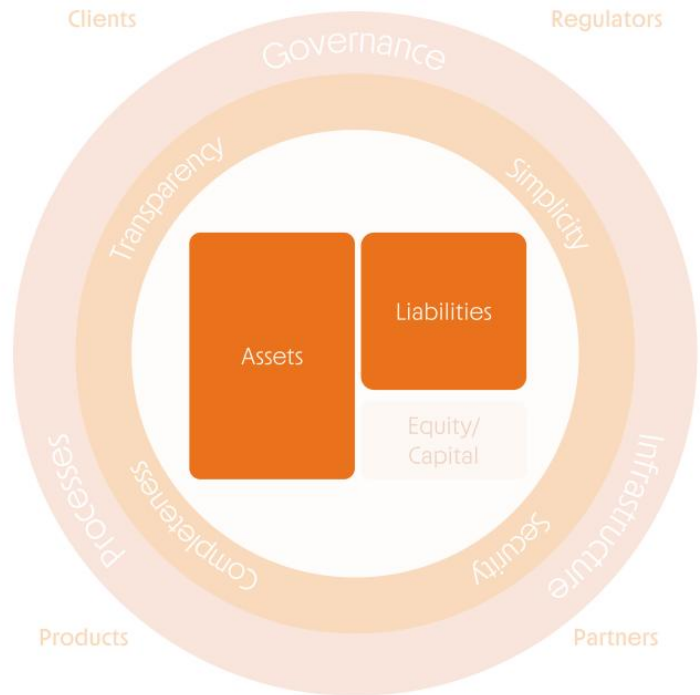 Clients
Regulators
Governance
Transparency
Simplicity
Liabilities
Assets
Equity/
Capital
Processes
Completeness
Security
Infrastructure
Products
Partners